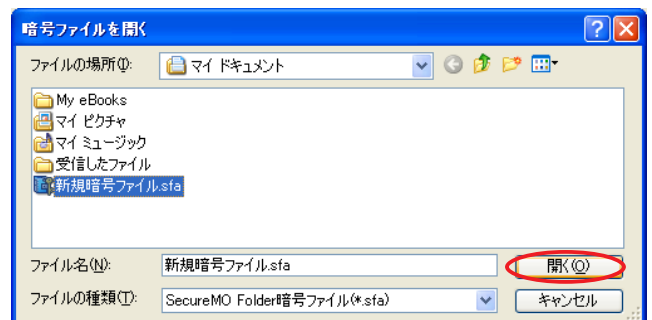 暗号ファイルを開く
ファイルの場所(I): マイ ドキュメント
My eBooks
マイ ピクチャ
マイ ミュージック
受信したファイル
新規暗号ファイル.sfa
ファイル名(N): 新規暗号ファイル.sfa 開く(O)
ファイルの種類(T): SecureMO Folder暗号ファイル(*.sfa) キャンセル